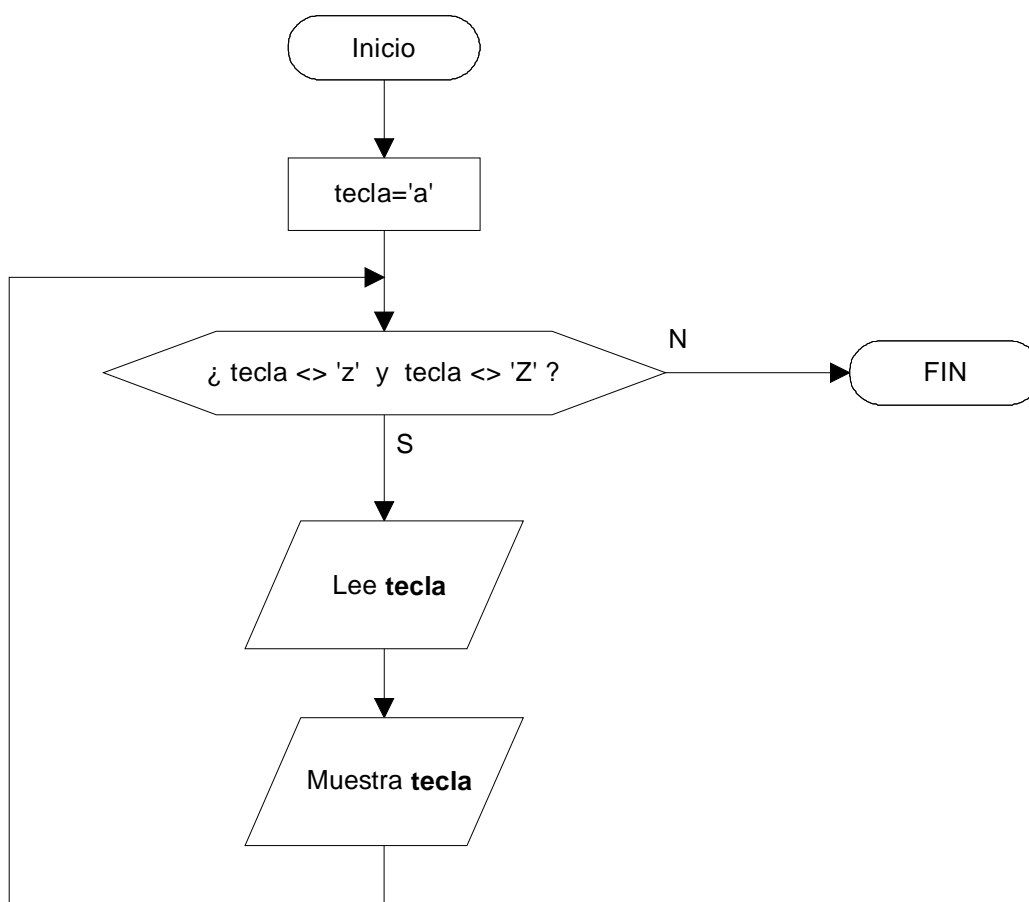 Inicio
tecla='a'
¿ tecla <> 'z' y tecla <> 'Z' ?
N
FIN
S
Lee tecla
Muestra tecla